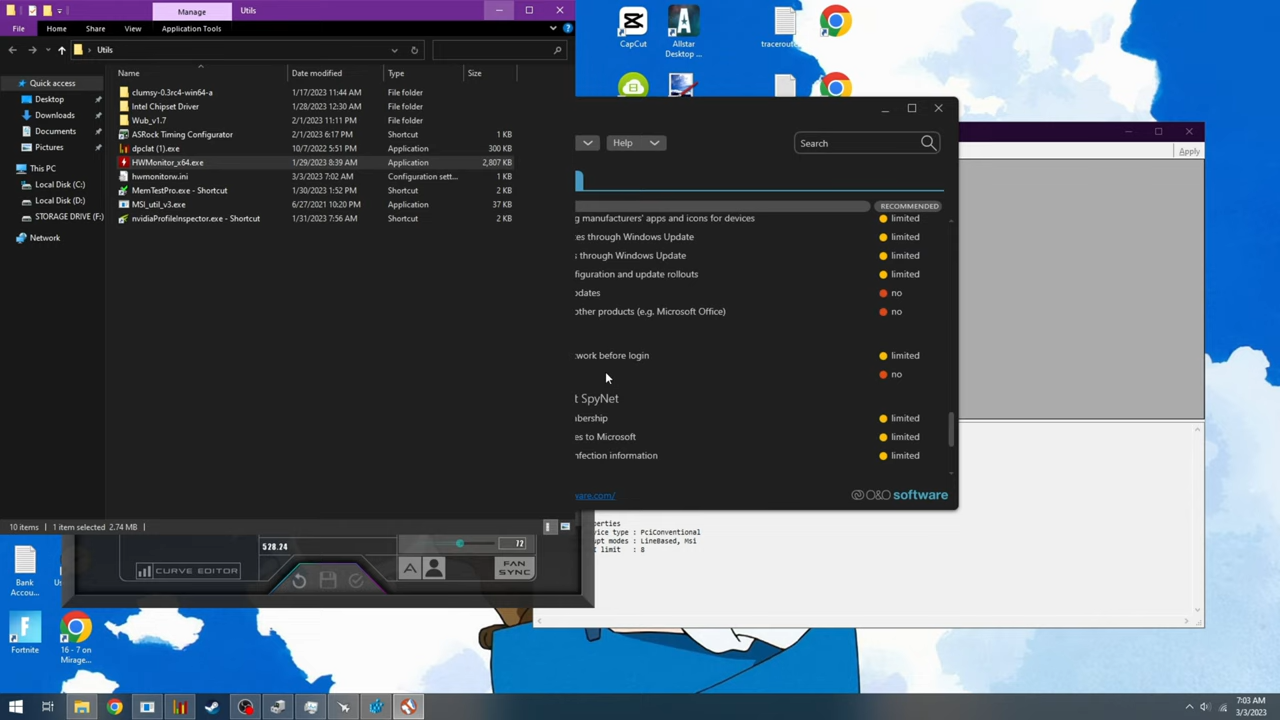 Manage
Utils
File
Home
Share
View
Application Tools
Utils
Quick access
Desktop
Downloads
Documents
Pictures
This PC
Local Disk (C:)
Local Disk (D:)
STORAGE DRIVE (F:)
Network
Name
Date modified
Type
Size
clumsy-0.3rc4-win64-a
1/17/2023 11:44 AM
File folder
Intel Chipset Driver
1/28/2023 12:30 AM
File folder
Wub_v1.7
2/1/2023 11:11 PM
File folder
ASRock Timing Configurator
2/1/2023 6:17 PM
Shortcut
1 KB
dpclat (1).exe
10/7/2022 5:51 PM
Application
300 KB
HWMonitor_x64.exe
1/29/2023 8:39 AM
Application
2,807 KB
hwmonitorw.ini
3/3/2023 7:02 AM
Configuration sett...
1 KB
MemTestPro.exe - Shortcut
1/30/2023 1:52 PM
Shortcut
2 KB
MSI_util_v3.exe
6/27/2021 10:20 PM
Application
37 KB
nvidiaProfileInspector.exe - Shortcut
1/31/2023 7:56 AM
Shortcut
2 KB
10 items
1 item selected 2.74 MB
CapCut
Allstar
Desktop ...
traceroute
Help
Search
RECOMMENDED
g manufacturers' apps and icons for devices
limited
tes through Windows Update
limited
s through Windows Update
limited
figuration and update rollouts
limited
pdates
no
other products (e.g. Microsoft Office)
no
twork before login
limited
no
t SpyNet
bership
limited
es to Microsoft
limited
nfection information
limited
ware.com/
O&O software
Apply
perties
vice type : PciConventional
upt modes : LineBased, Msi
I limit : 8
528.24
72
CURVE EDITOR
A
FAN
SYNC
Bank
Accou...
Fortnite
16 - 7 on
Mirage...
7:03 AM
3/3/2023